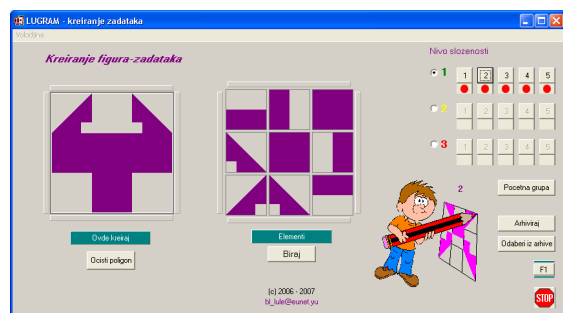 LUGRAM - kreiranje zadataka
Volodjina
Kreiranje figura-zadataka
Nivo slozenosti
1 1 2 3 4 5
2 1 2 3 4 5
3 1 2 3 4 5
2
Pocetna grupa
Ovde kreiraj
Elementi
Arhiviraj
Ocisti poligon
Biraj
Odaberi iz arhive
F1
(c) 2006 - 2007
bl_lule@eunet.yu
STOP